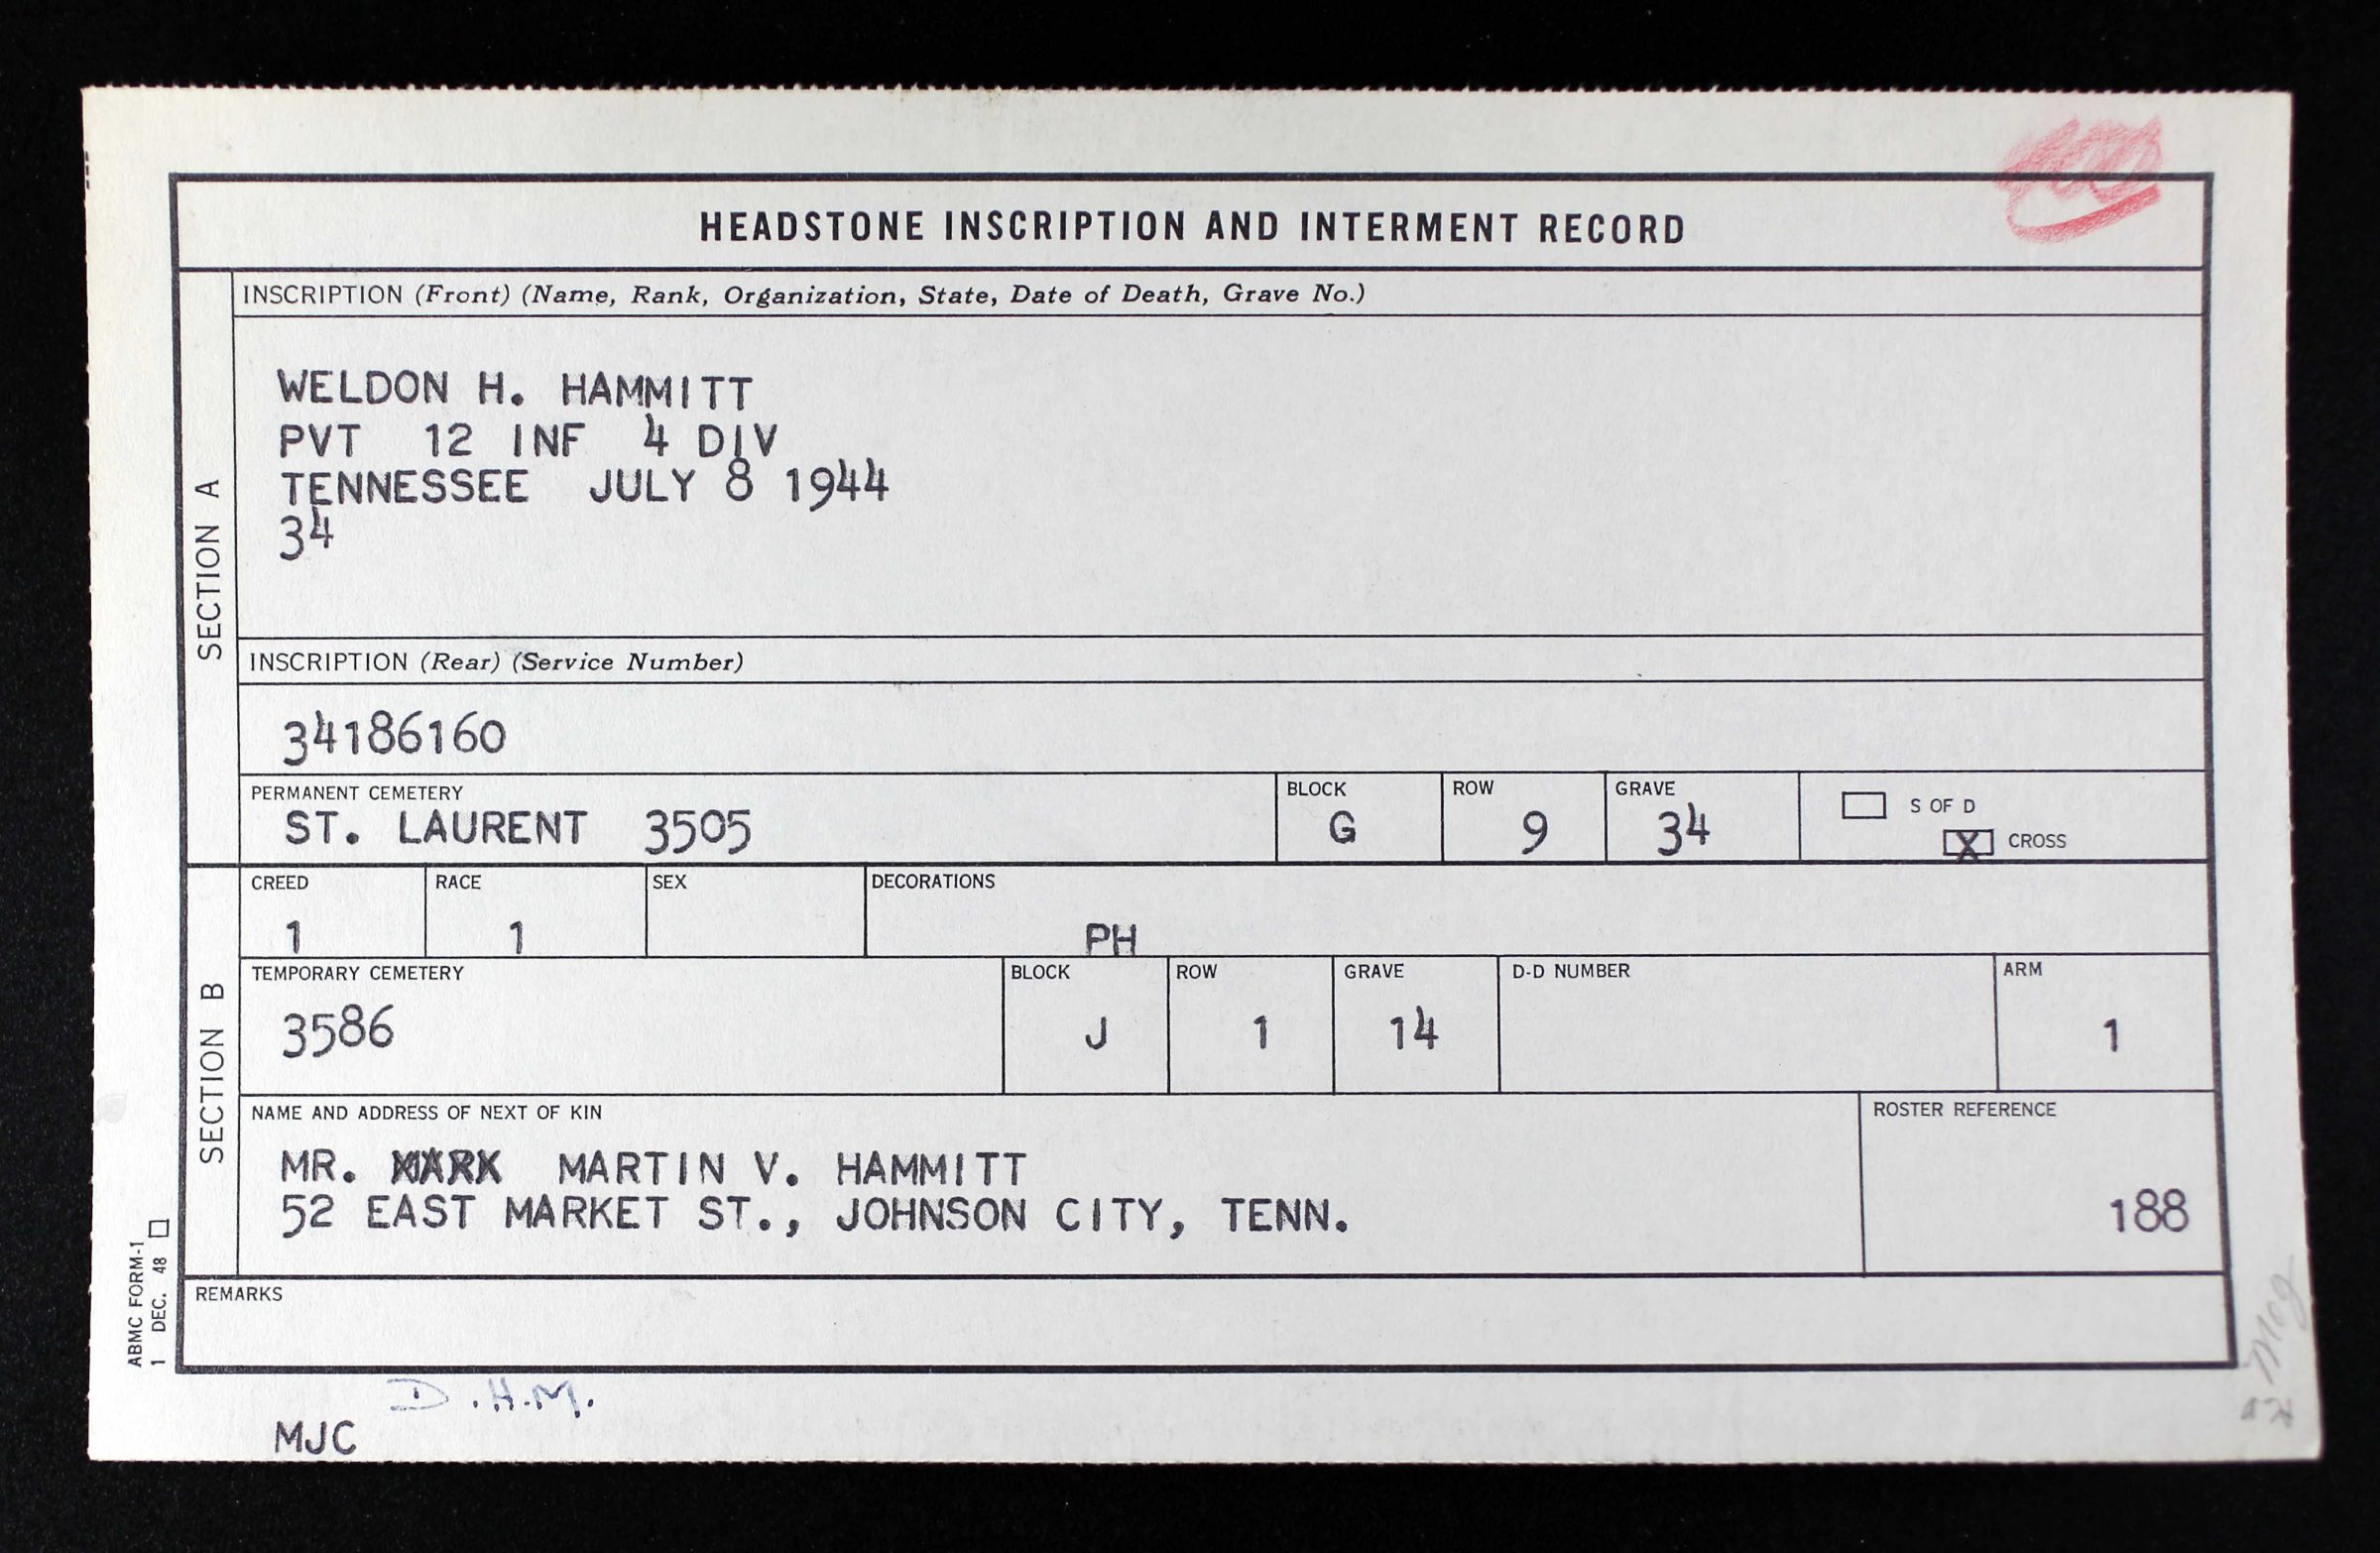 HEADSTONE INSCRIPTION AND INTERMENT RECORD
SECTION A
INSCRIPTION (Front) (Name, Rank, Organization, State, Date of Death, Grave No.)
WELDON H. HAMMITT
PVT 12 INF 4 DIV
TENNESSEE JULY 8 1944
34
INSCRIPTION (Rear) (Service Number)
34186160
PERMANENT CEMETERY BLOCK ROW GRAVE S OF D
ST. LAURENT 3505 G 9 34 X CROSS
SECTION B
CREED RACE SEX DECORATIONS
1 1 PH
TEMPORARY CEMETERY BLOCK ROW GRAVE D-D NUMBER ARM
3586 J 1 14 1
NAME AND ADDRESS OF NEXT OF KIN ROSTER REFERENCE
MR. MARTIN V. HAMMITT
52 EAST MARKET ST., JOHNSON CITY, TENN. 188
REMARKS
ABMC FORM-1
1 DEC. 48
D.H.M.
MJC